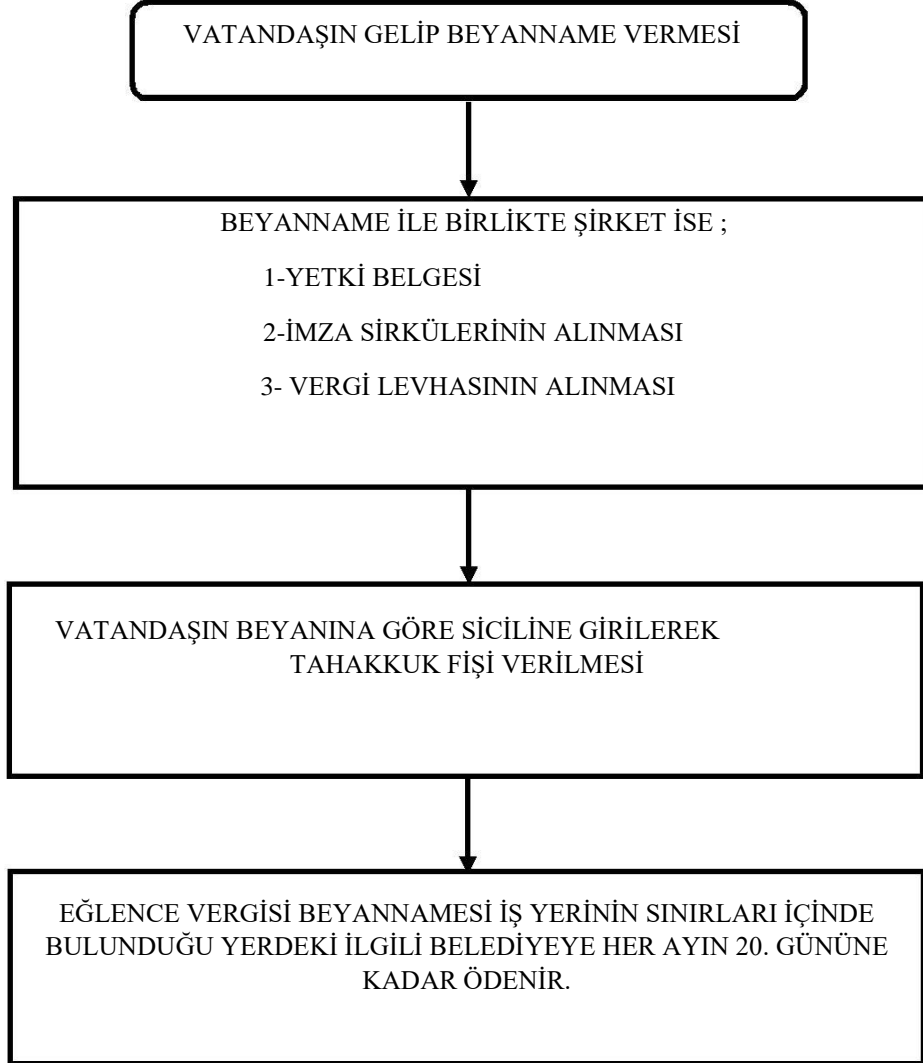 VATANDAŞIN GELİP BEYANNAME VERMESİ
BEYANNAME İLE BİRLİKTE ŞİRKET İSE ;
1-YETKİ BELGESİ
2-İMZA SİRKÜLERİNİN ALINMASI
3- VERGİ LEVHASININ ALINMASI
VATANDAŞIN BEYANINA GÖRE SİCİLİNE GİRİLEREK
TAHAKKUK FİŞİ VERİLMESİ
EĞLENCE VERGİSİ BEYANNAMESİ İŞ YERİNİN SINIRLARI İÇİNDE
BULUNDUĞU YERDEKİ İLGİLİ BELEDİYEYE HER AYIN 20. GÜNÜNE
KADAR ÖDENİR.